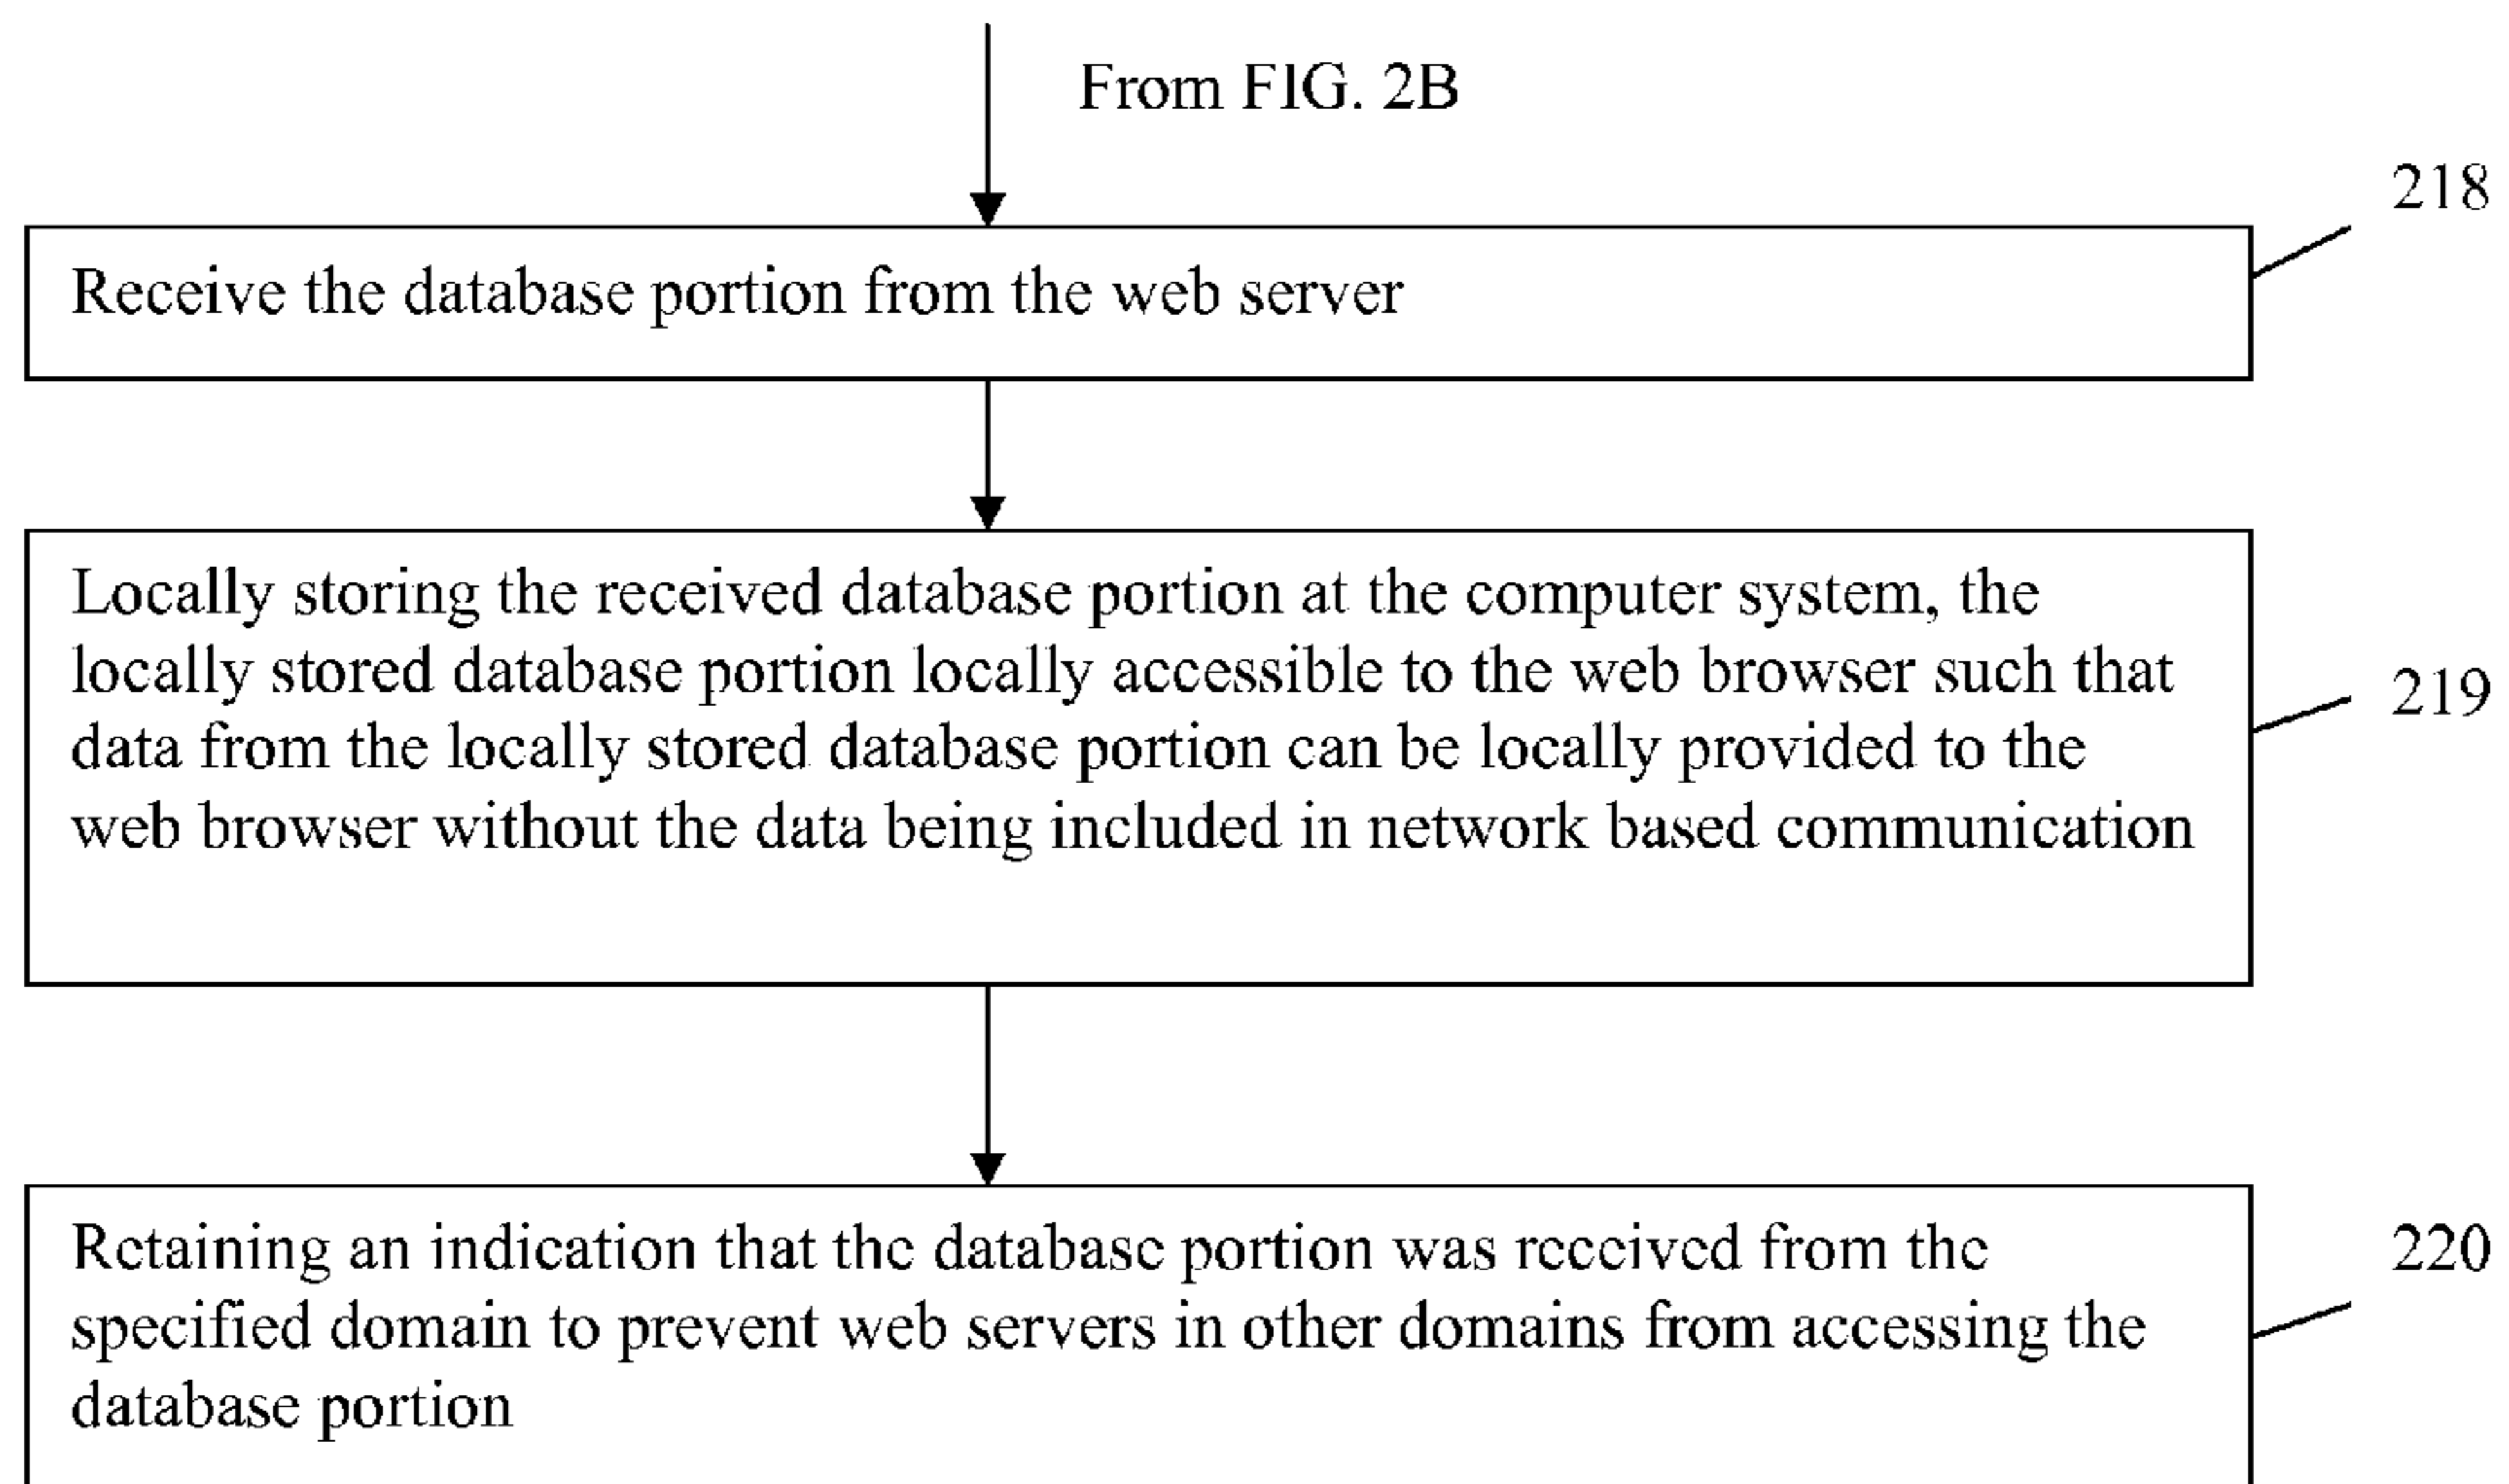 From FIG. 2B
218
Receive the database portion from the web server
Locally storing the received database portion at the computer system, the
locally stored database portion locally accessible to the web browser such that
data from the locally stored database portion can be locally provided to the
web browser without the data being included in network based communication
219
Retaining an indication that the database portion was received from the
specified domain to prevent web servers in other domains from accessing the
database portion
220